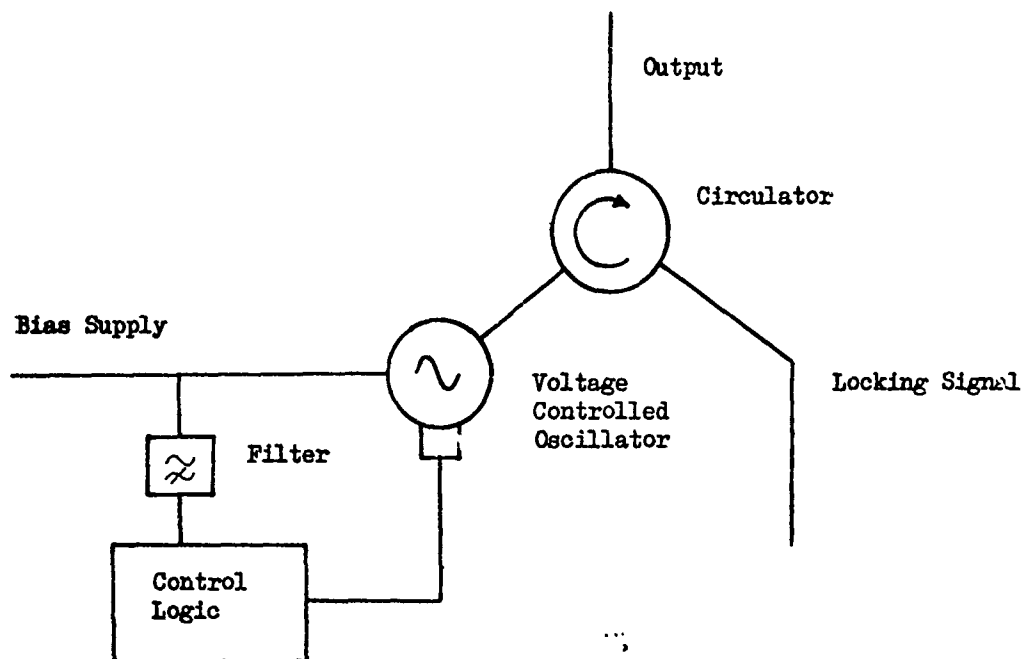 Output
Circulator
Bias Supply
Voltage
Controlled
Oscillator
Locking Signal
Filter
Control
Logic